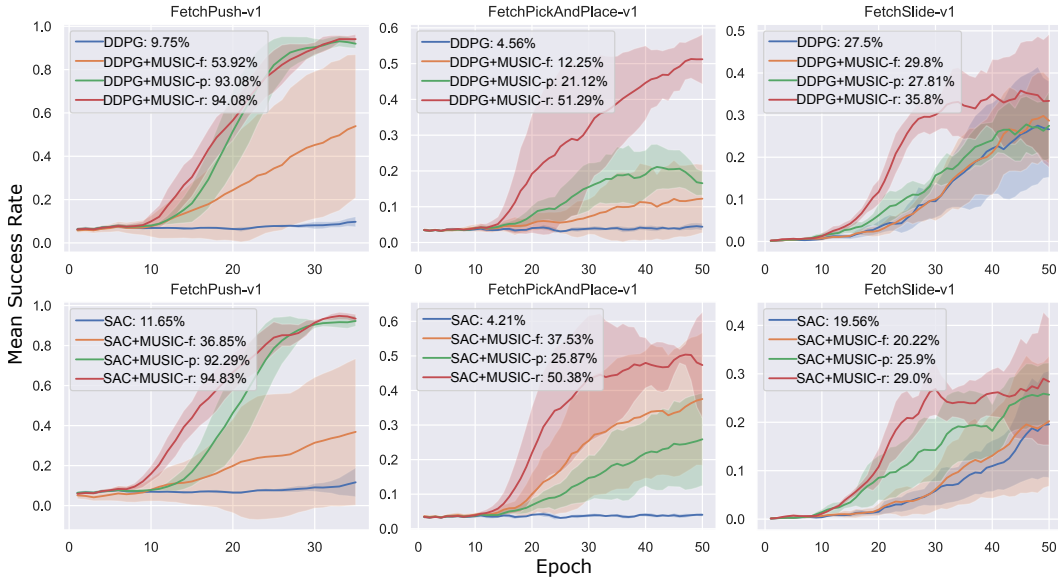 Mean Success Rate
FetchPush-v1
DDPG: 9.75%
DDPG+MUSIC-f: 53.92%
DDPG+MUSIC-p: 93.08%
DDPG+MUSIC-r: 94.08%
1.0
0.8
0.6
0.4
0.2
0.0
0 10 20 30
FetchPickAndPlace-v1
DDPG: 4.56%
DDPG+MUSIC-f: 12.25%
DDPG+MUSIC-p: 21.12%
DDPG+MUSIC-r: 51.29%
0.6
0.5
0.4
0.3
0.2
0.1
0.0
0 10 20 30 40 50
FetchSlide-v1
DDPG: 27.5%
DDPG+MUSIC-f: 29.8%
DDPG+MUSIC-p: 27.81%
DDPG+MUSIC-r: 35.8%
0.5
0.4
0.3
0.2
0.1
0.0
0 10 20 30 40 50
FetchPush-v1
SAC: 11.65%
SAC+MUSIC-f: 36.85%
SAC+MUSIC-p: 92.29%
SAC+MUSIC-r: 94.83%
1.0
0.8
0.6
0.4
0.2
0.0
0 10 20 30
FetchPickAndPlace-v1
SAC: 4.21%
SAC+MUSIC-f: 37.53%
SAC+MUSIC-p: 25.87%
SAC+MUSIC-r: 50.38%
0.6
0.5
0.4
0.3
0.2
0.1
0.0
0 10 20 30 40 50
FetchSlide-v1
SAC: 19.56%
SAC+MUSIC-f: 20.22%
SAC+MUSIC-p: 25.9%
SAC+MUSIC-r: 29.0%
0.4
0.3
0.2
0.1
0.0
0 10 20 30 40 50
Epoch